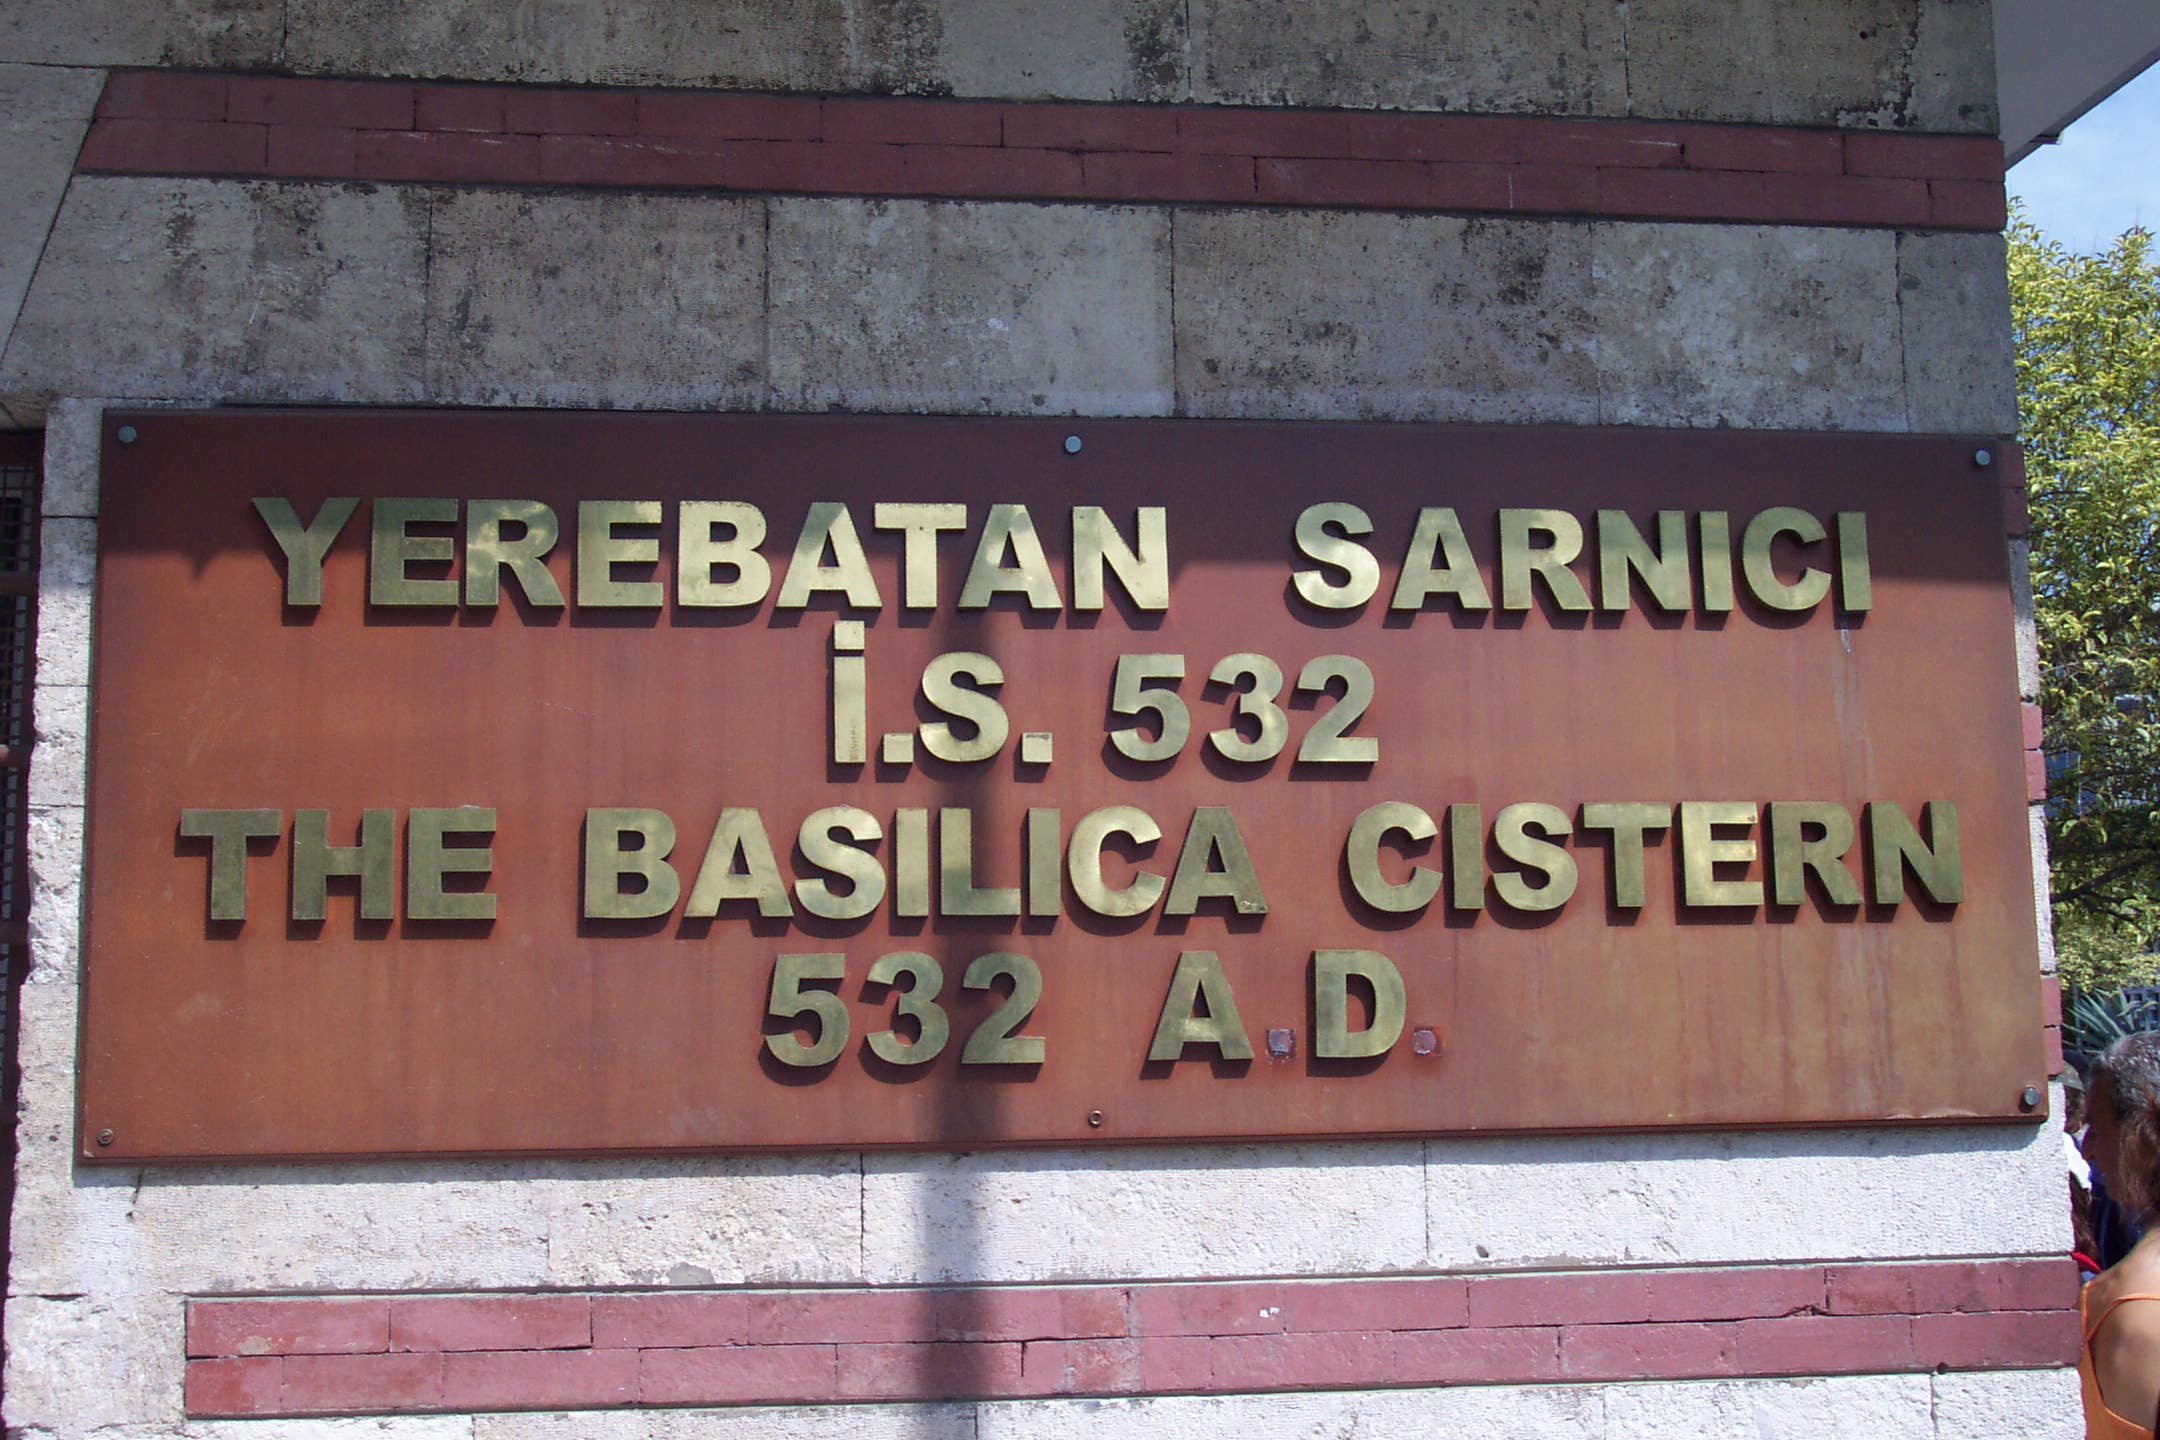 YEREBATAN SARNICI
İ.S. 532
THE BASILICA CISTERN
532 A.D.